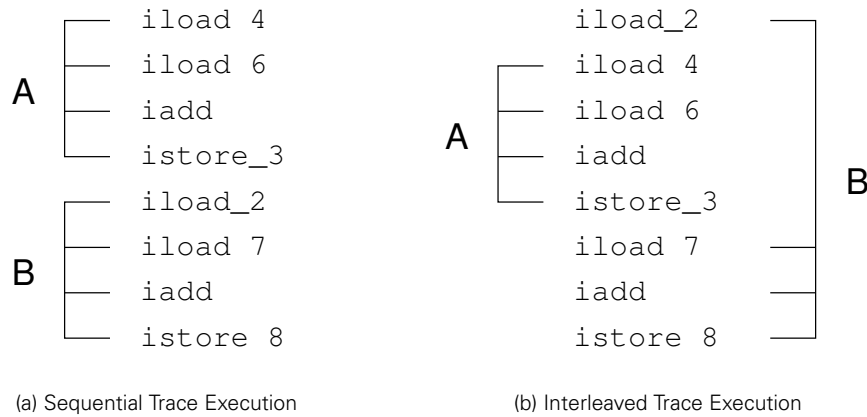 iload 4
iload 6
A
iadd
istore_3
iload_2
iload 7
B
iadd
istore 8
(a) Sequential Trace Execution
iload_2
iload 4
iload 6
A
iadd
istore_3
B
iload 7
iadd
istore 8
(b) Interleaved Trace Execution